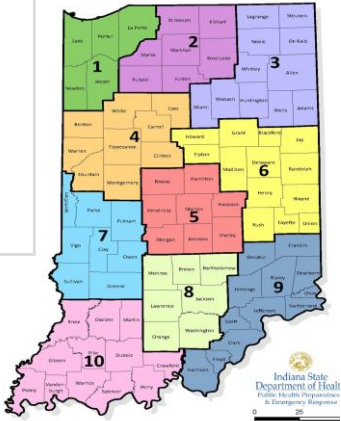 St Joseph
Elkhart
Lagrange
Steuben
La Porte
Lake
Porter
2
Noble
De Kalb
Marshall
Starke
Kosciusko
3
1
Whitley
Allen
Newton
Jasper
Pulaski
Fulton
Miami
Wabash
Huntington
Wells
Adams
White
Cass
Benton
4
Carroll
Howard
Grant
Blackford
Jay
Warren
Tippecanoe
Clinton
Tipton
Madison
Delaware
Randolph
6
Fountain
Montgomery
Boone
Hamilton
Henry
Wayne
Vermillion
Parke
Putnam
Hendricks
Marion
Hancock
5
Rush
Fayette
Union
7
Vigo
Clay
Morgan
Johnson
Shelby
Franklin
Owen
Decatur
Monroe
Brown
Bartholomew
Ripley
Dearborn
Sullivan
Greene
8
Jennings
9
Ohio
Lawrence
Jackson
Switzerland
Jefferson
Knox
Daviess
Martin
Scott
Orange
Washington
Clark
Pike
Dubois
Gibson
10
Crawford
Floyd
Harrison
Posey
Vander-
burgh
Warrick
Spencer
Perry
Indiana State
Department of Health
Public Health Preparedness
& Emergency Response
0 25